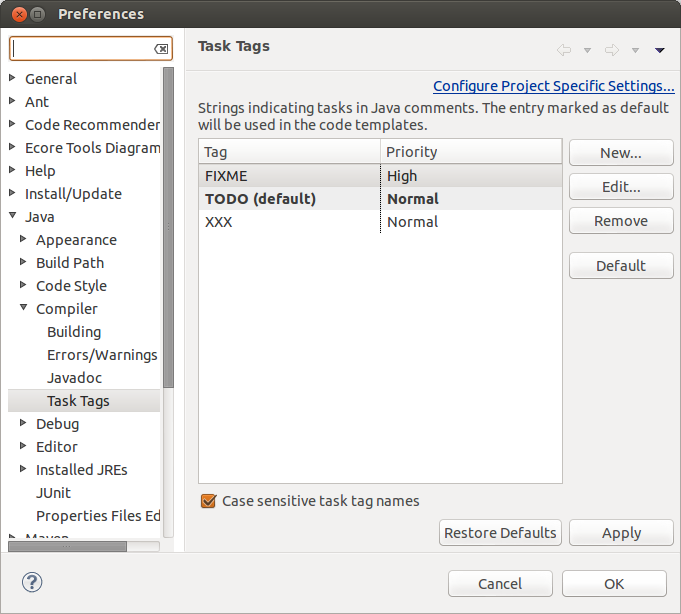 Preferences
General
Ant
Code Recommender
Ecore Tools Diagram
Help
Install/Update
Java
Appearance
Build Path
Code Style
Compiler
Building
Errors/Warnings
Javadoc
Task Tags
Debug
Editor
Installed JREs
JUnit
Properties Files Ed
Maven
Task Tags
Configure Project Specific Settings...
Strings indicating tasks in Java comments. The entry marked as default
will be used in the code templates.
Tag Priority
FIXME High
TODO (default) Normal
XXX Normal
New...
Edit...
Remove
Default
Case sensitive task tag names
Restore Defaults Apply
? Cancel OK